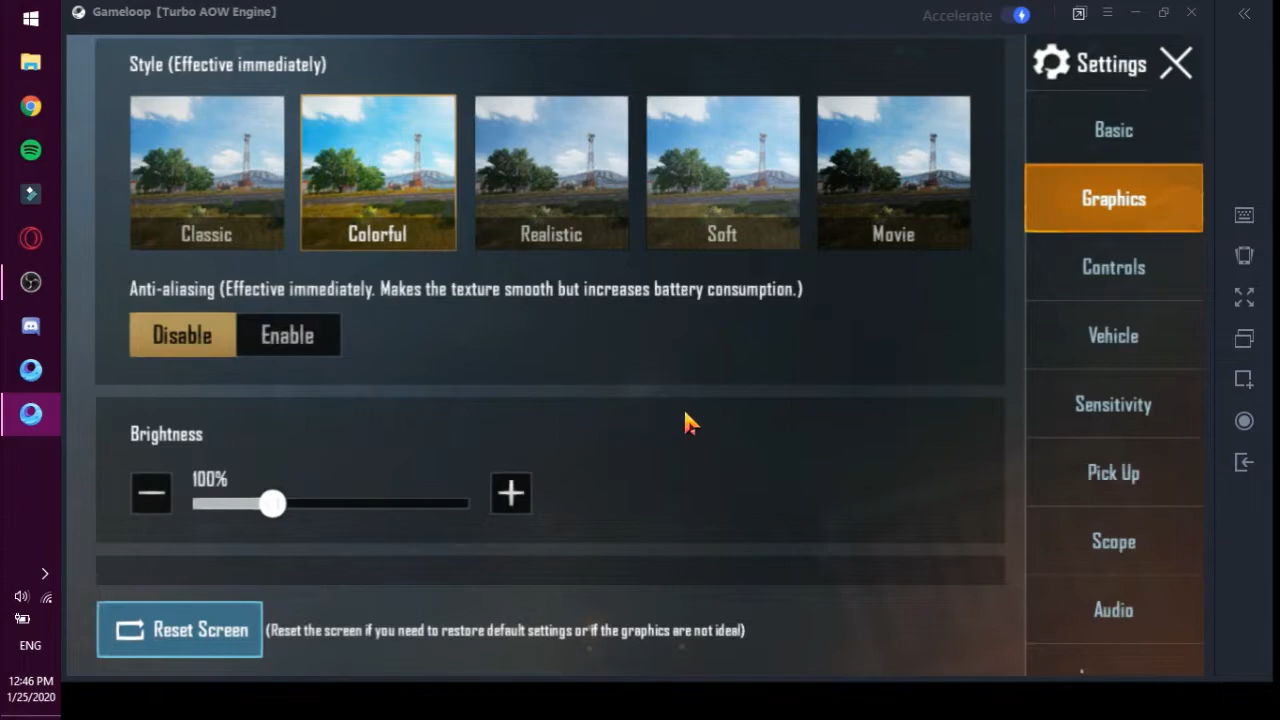 Gameloop [Turbo AOW Engine]
Accelerate
Style (Effective immediately)
Classic
Colorful
Realistic
Soft
Movie
Anti-aliasing (Effective immediately. Makes the texture smooth but increases battery consumption.)
Disable
Enable
Brightness
100%
Reset Screen
(Reset the screen if you need to restore default settings or if the graphics are not ideal)
Settings
Basic
Graphics
Controls
Vehicle
Sensitivity
Pick Up
Scope
Audio
ENG
12:46 PM
1/25/2020